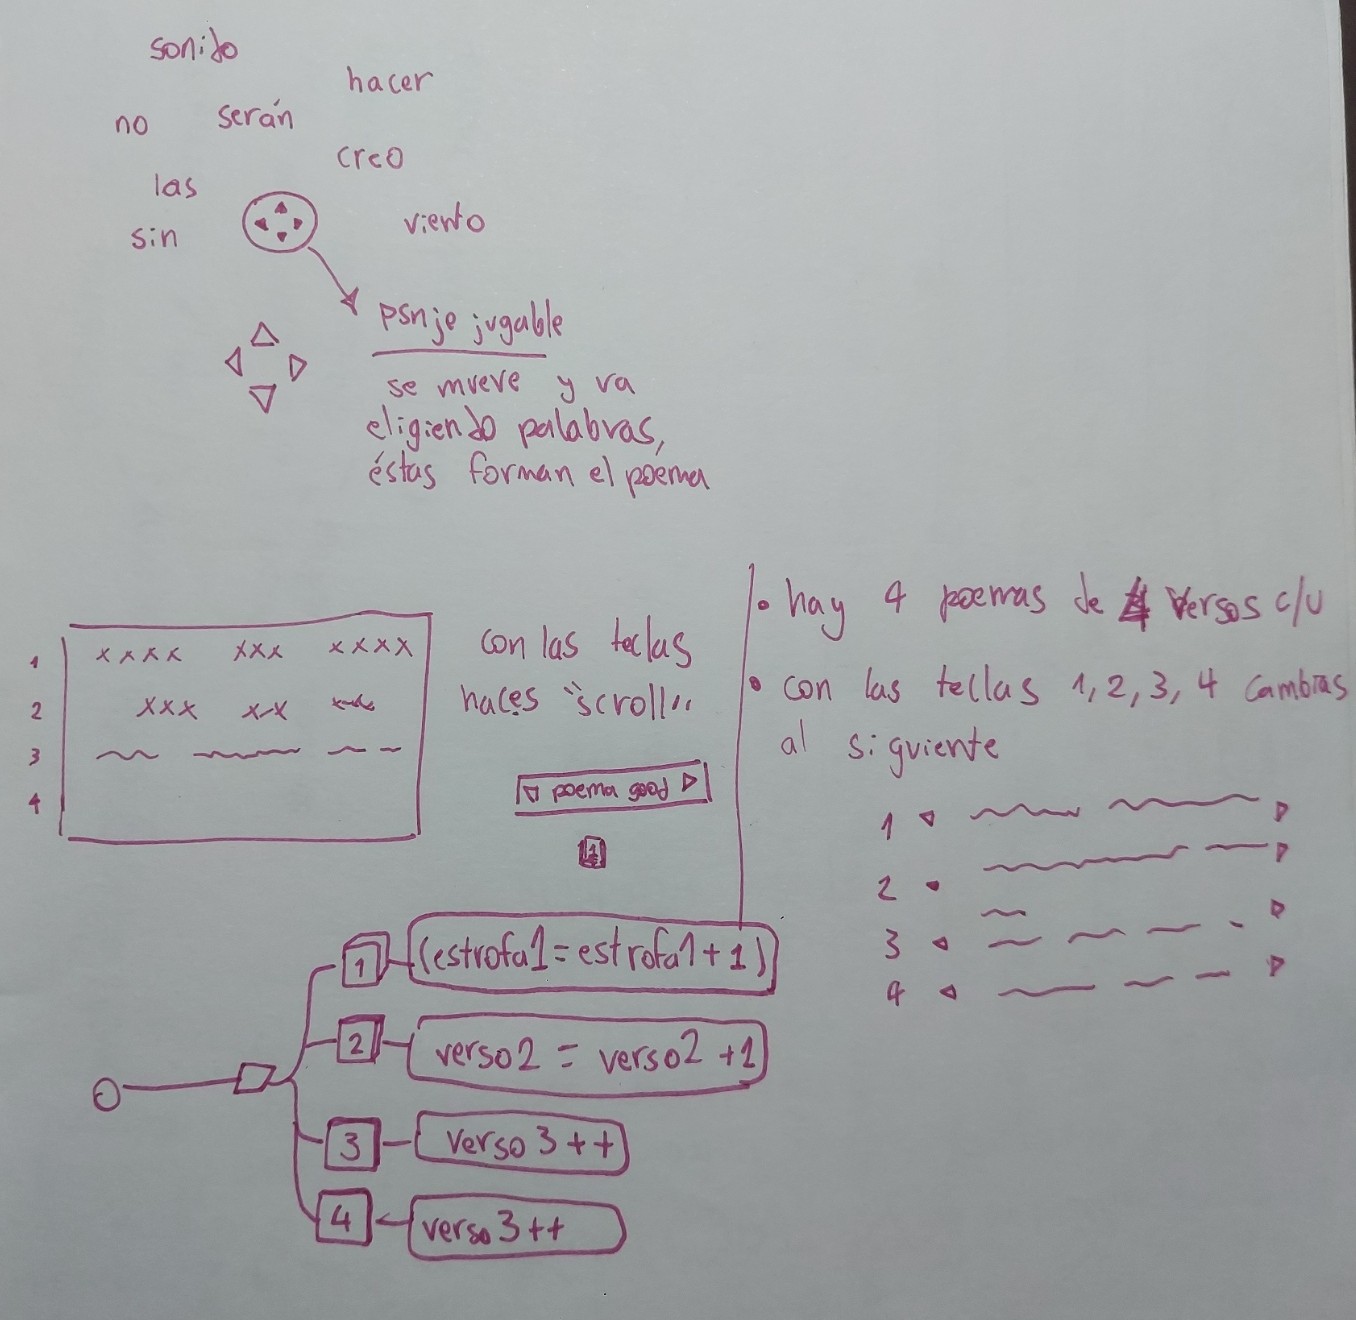 sonido
hacer
no serán
creo
las
sin
viento
psnje jugable
se mueve y va
eligiendo palabras,
éstas forman el poema
1 xxxx xxx xxxx
2 xxx xx
3
4
con las teclas
haces "scroll"
poema good
1
• hay 4 poemas de 4 versos c/u
• con las teclas 1, 2, 3, 4 cambias
al siguiente
1
2
3
4
1 (estrofa1 = estrofa1 + 1)
2 verso2 = verso2 + 1
3 verso 3 ++
4 verso 3 ++